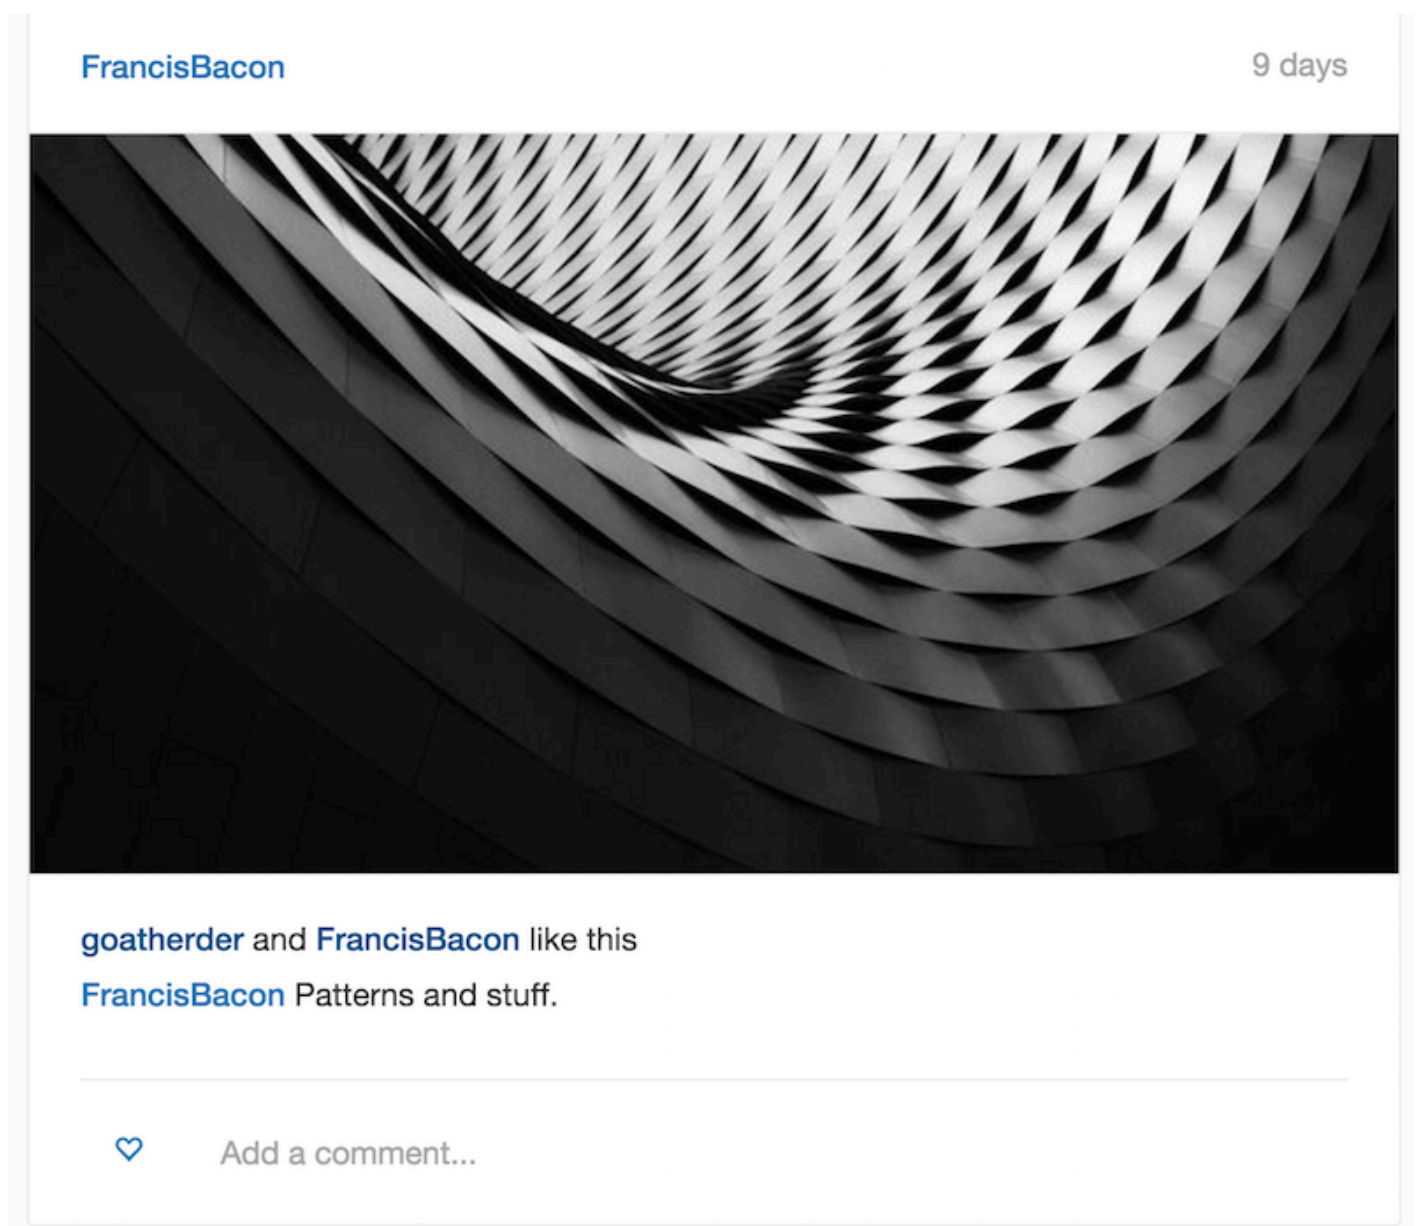 FrancisBacon
9 days
goatherder and FrancisBacon like this
FrancisBacon Patterns and stuff.
Add a comment...